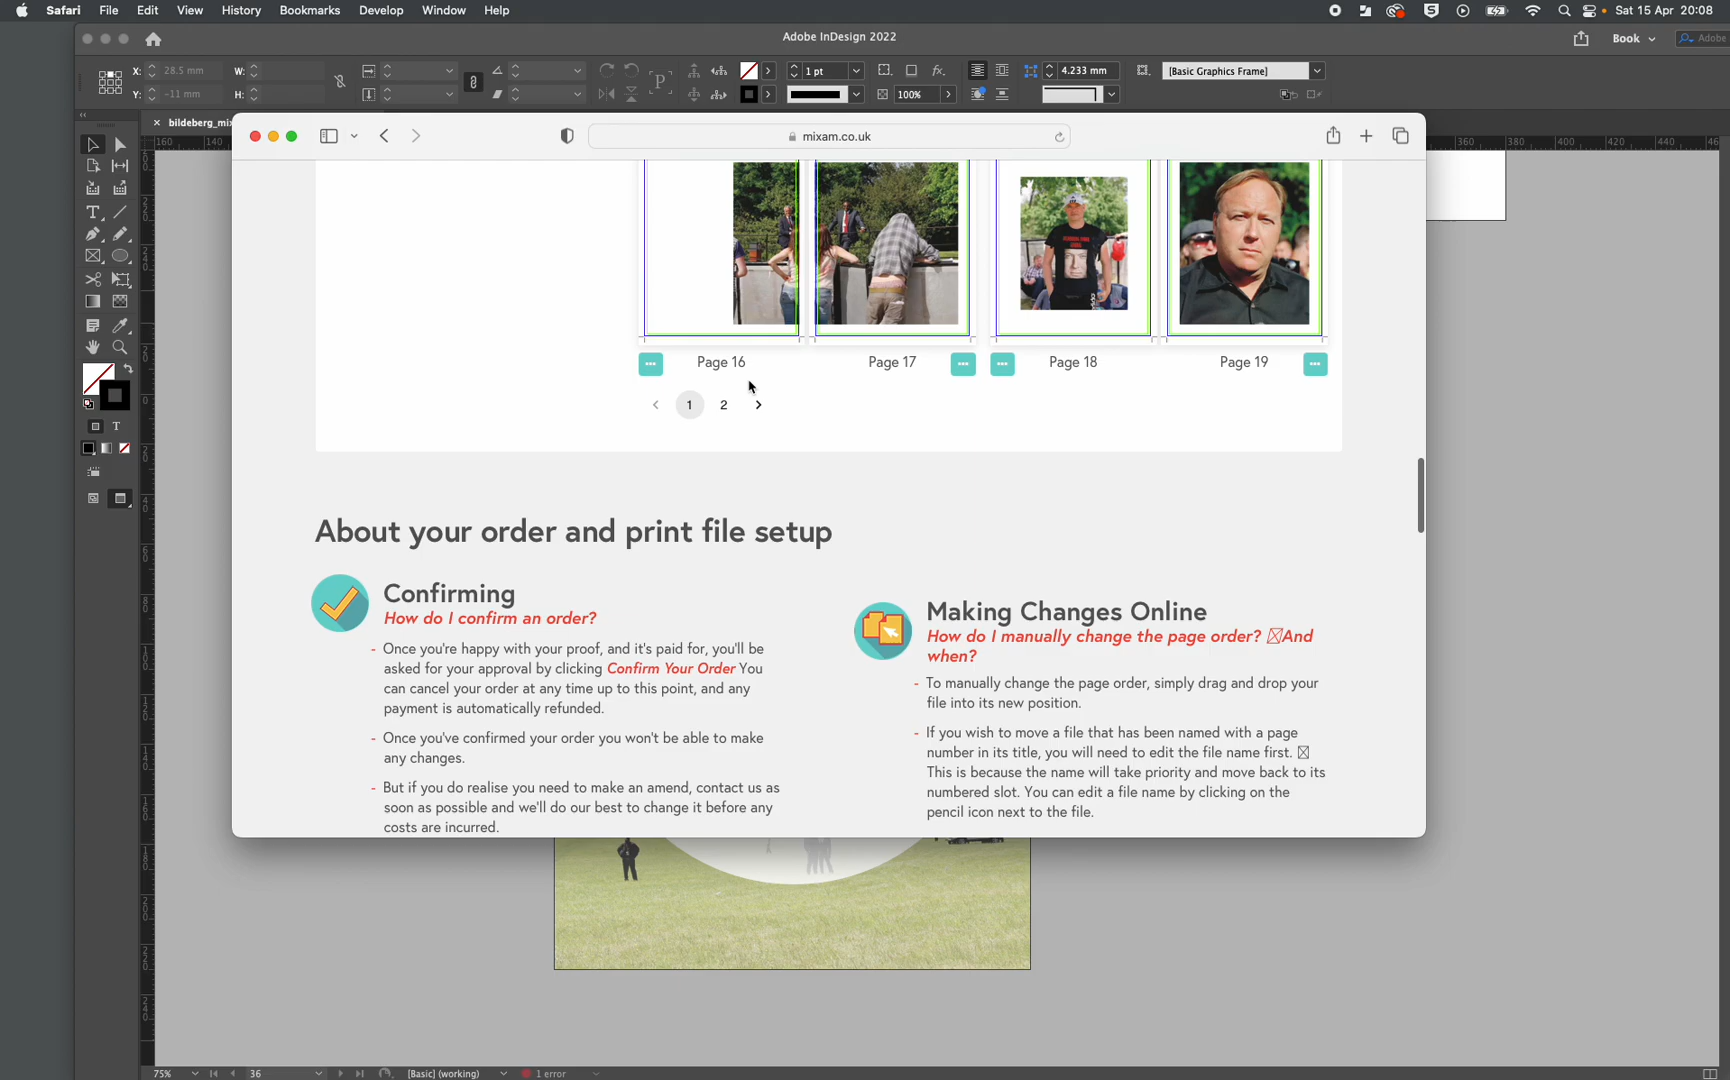 Safari File Edit View History Bookmarks Develop Window Help Sat 15 Apr 20:08
Adobe InDesign 2022 Book Adobe
X: 28.5 mm W: 1 pt 4.233 mm [Basic Graphics Frame]
Y: -11 mm H: 100%
bildeberg_mix
mixam.co.uk
Page 16 Page 17 Page 18 Page 19
1 2
About your order and print file setup
Confirming
How do I confirm an order?
- Once you're happy with your proof, and it's paid for, you'll be
asked for your approval by clicking Confirm Your Order You
can cancel your order at any time up to this point, and any
payment is automatically refunded.
- Once you've confirmed your order you won't be able to make
any changes.
- But if you do realise you need to make an amend, contact us as
soon as possible and we'll do our best to change it before any
costs are incurred.
Making Changes Online
How do I manually change the page order? And
when?
- To manually change the page order, simply drag and drop your
file into its new position.
- If you wish to move a file that has been named with a page
number in its title, you will need to edit the file name first.
This is because the name will take priority and move back to its
numbered slot. You can edit a file name by clicking on the
pencil icon next to the file.
75% 36 [Basic] (working) 1 error